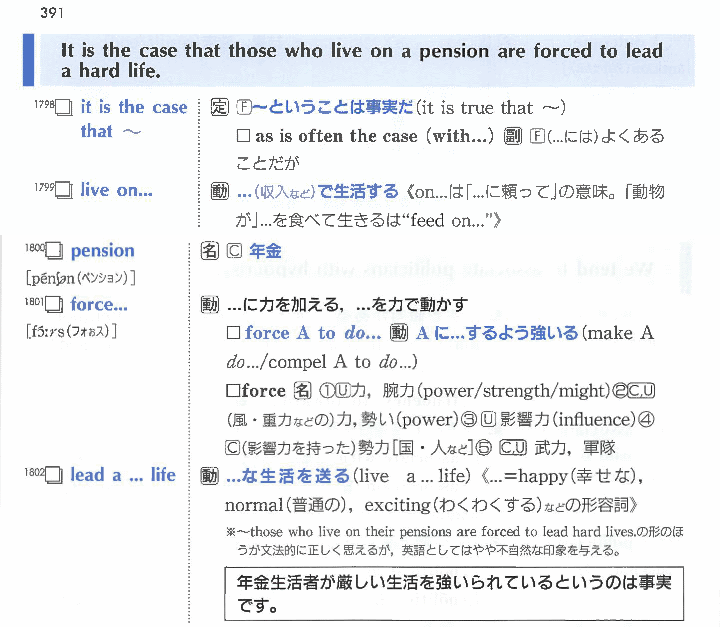 391
It is the case that those who live on a pension are forced to lead
a hard life.
1798□ it is the case
that ～
定 Ⓕ～ということは事実だ(it is true that ～)
□ as is often the case (with...) 副 Ⓕ(...には)よくある
ことだが
1799□ live on...
動 ...(収入など)で生活する《on...は「...に頼って」の意味。「動物
が」...を食べて生きるは“feed on...”》
1800□ pension
[pénʃən(ペンション)]
名 Ⓒ 年金
1801□ force...
[fɔ́ːrs(フォぉス)]
動 ...に力を加える，...を力で動かす
□ force A to do... 動 A に...するよう強いる(make A
do.../compel A to do...)
□force 名 ①Ⓤ力，腕力(power/strength/might)②C,U
(風・重力などの)力，勢い(power)③Ⓤ影響力(influence)④
Ⓒ(影響力を持った)勢力[国・人など]⑤ C,U 武力，軍隊
1802□ lead a ... life
動 ...な生活を送る(live a ... life)《...=happy(幸せな)，
normal(普通の)，exciting(わくわくする)などの形容詞》
※～those who live on their pensions are forced to lead hard lives.の形のほ
うが文法的に正しく思えるが，英語としてはやや不自然な印象を与える。
年金生活者が厳しい生活を強いられているというのは事実
です。